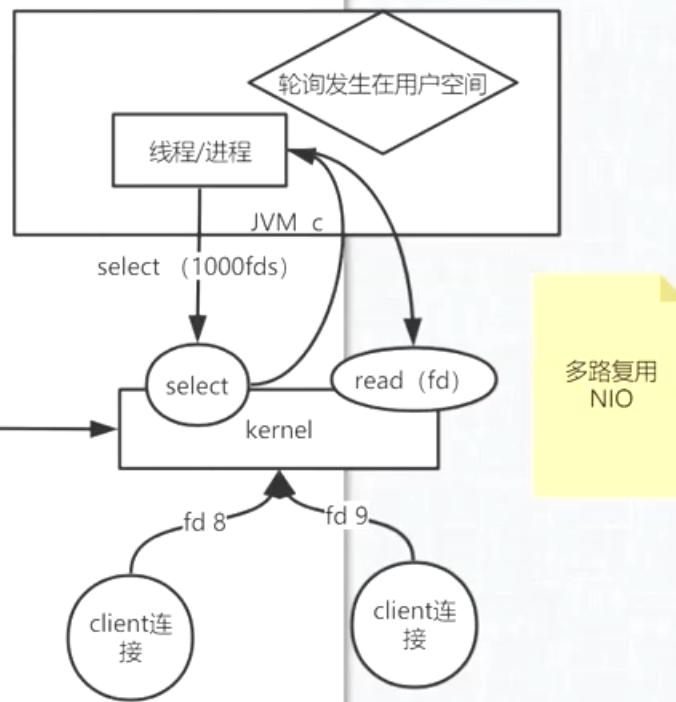 轮询发生在用户空间
线程/进程
JVM c
select （1000fds）
select
read（fd）
多路复用
NIO
kernel
fd 8
fd 9
client连
接
client连
接